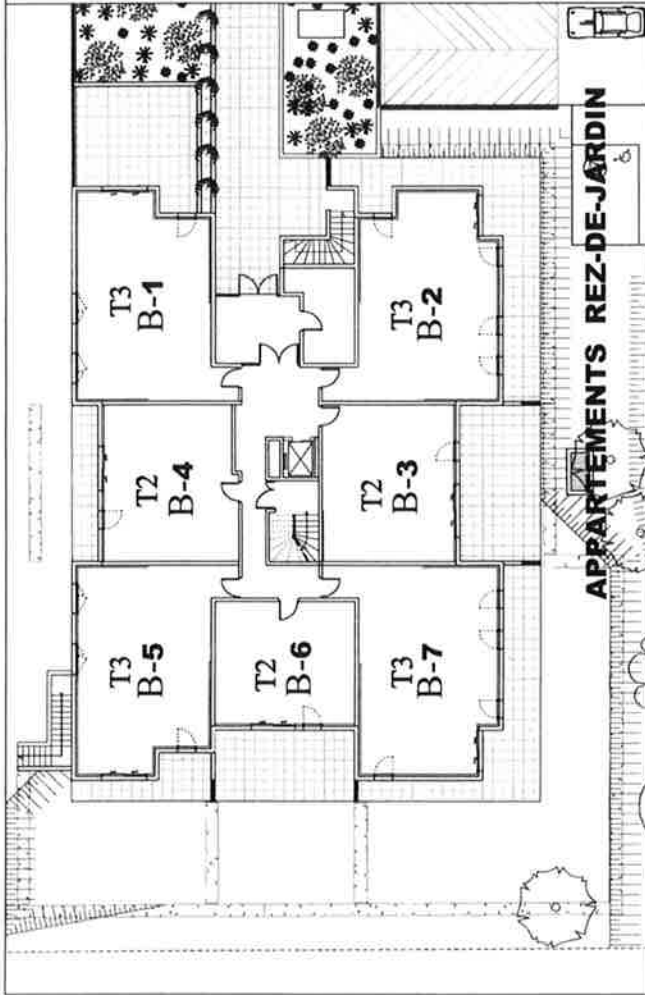 T3
B-1
T3
B-2
T2
B-4
T2
B-3
T3
B-5
T2
B-6
T3
B-7
APPARTEMENTS REZ-DE-JARDIN